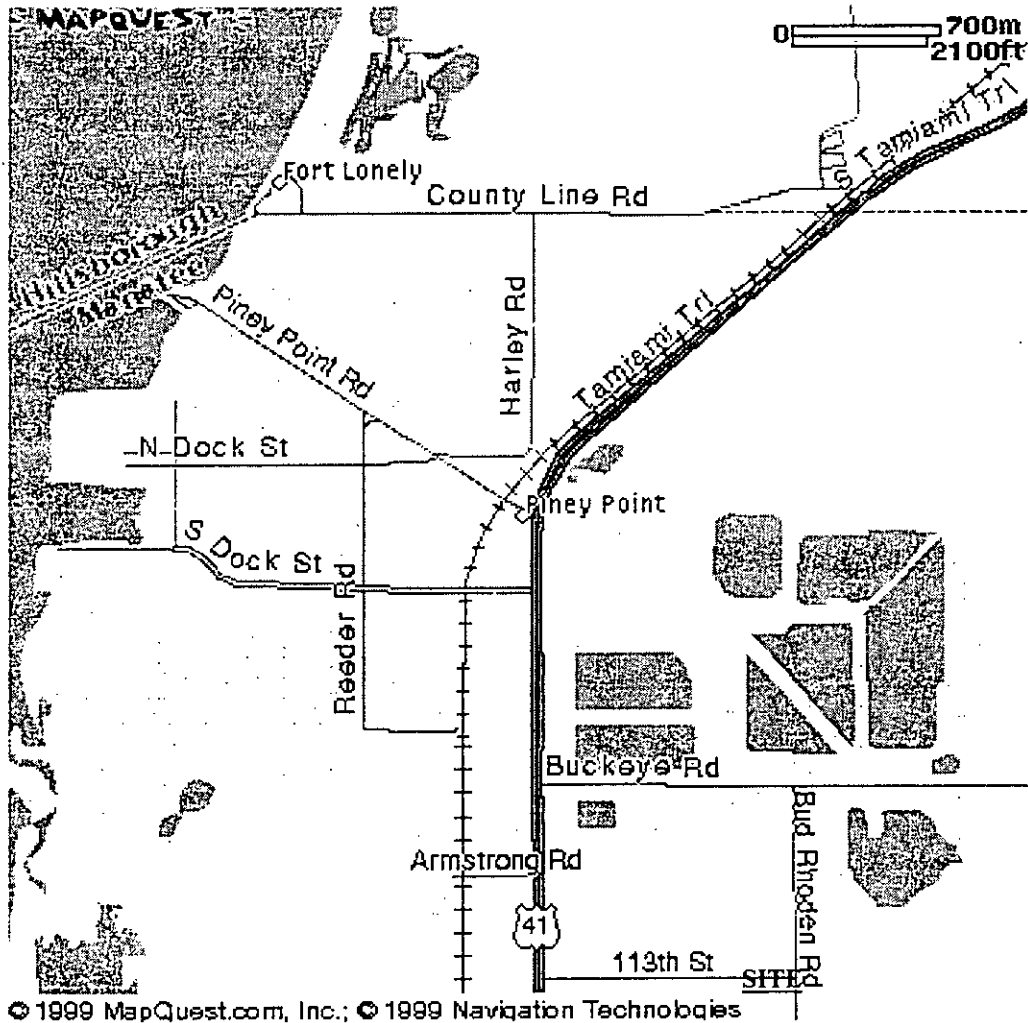 MAPQUEST
0 700m
2100ft
Tamiami Trl
Fort Lonely
County Line Rd
Hillsborough
Manatee
Piney Point Rd
Harley Rd
Tamiami Trl
N Dock St
Piney Point
S Dock St
Reeder Rd
Buckeye Rd
Bud Rhoden Rd
Armstrong Rd
41
113th St
SITE
© 1999 MapQuest.com, Inc.; © 1999 Navigation Technologies